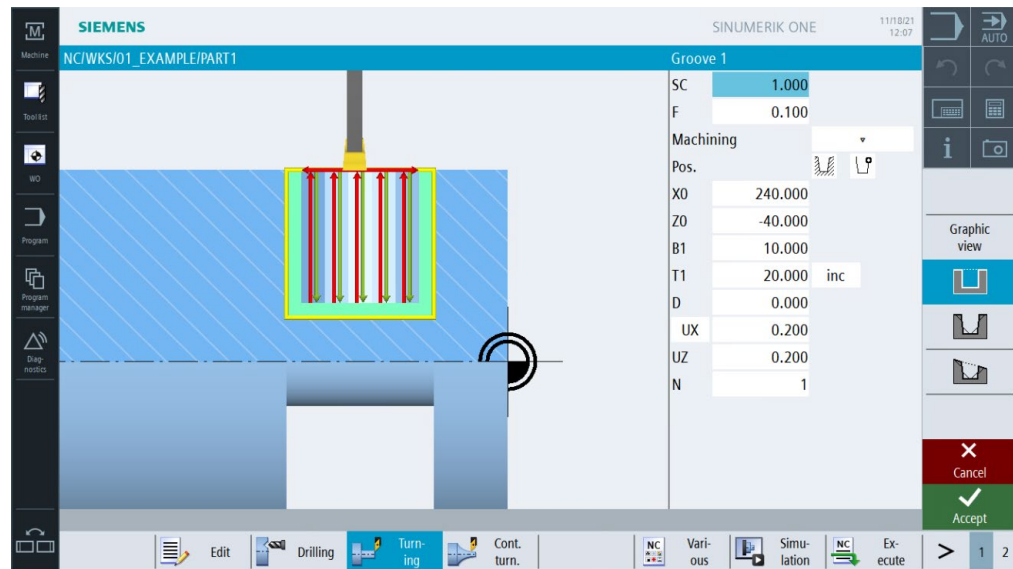 M
Machine
Tool list
WO
Program
Program
manager
Diag-
nostics
SIEMENS
SINUMERIK ONE
11/18/21
12:07
NC/WKS/01_EXAMPLE/PART1
Groove 1
SC 1.000
F 0.100
Machining ▿
Pos.
X0 240.000
Z0 -40.000
B1 10.000
T1 20.000 inc
D 0.000
UX 0.200
UZ 0.200
N 1
AUTO
i
Graphic
view
Cancel
Accept
Edit
Drilling
Turn-
ing
Cont.
turn.
NC
Vari-
ous
Simu-
lation
NC
Ex-
ecute
> 1 2